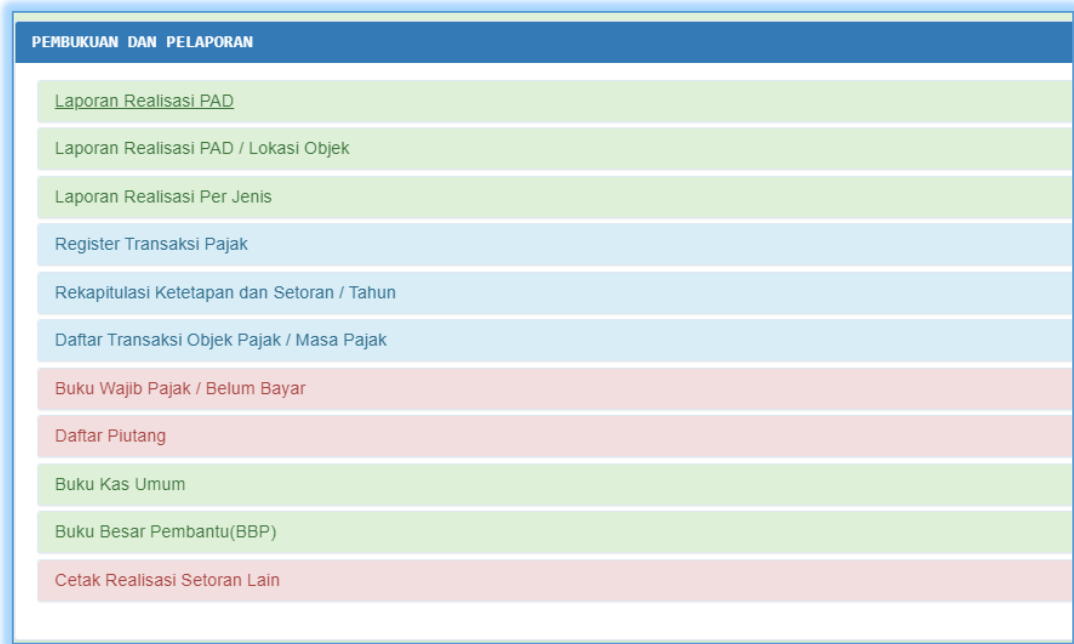 PEMBUKUAN DAN PELAPORAN
Laporan Realisasi PAD
Laporan Realisasi PAD / Lokasi Objek
Laporan Realisasi Per Jenis
Register Transaksi Pajak
Rekapitulasi Ketetapan dan Setoran / Tahun
Daftar Transaksi Objek Pajak / Masa Pajak
Buku Wajib Pajak / Belum Bayar
Daftar Piutang
Buku Kas Umum
Buku Besar Pembantu(BBP)
Cetak Realisasi Setoran Lain